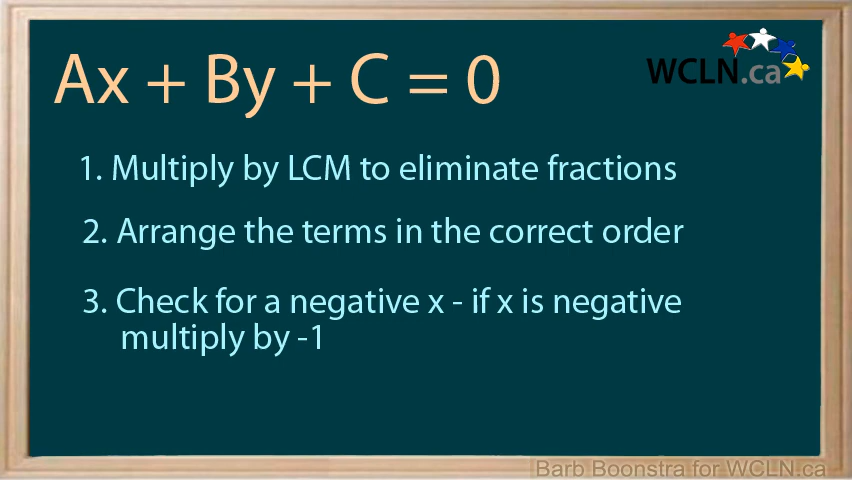 Ax + By + C = 0
WCLN.ca
1. Multiply by LCM to eliminate fractions
2. Arrange the terms in the correct order
3. Check for a negative x - if x is negative
multiply by -1
Barb Boonstra for WCLN.ca